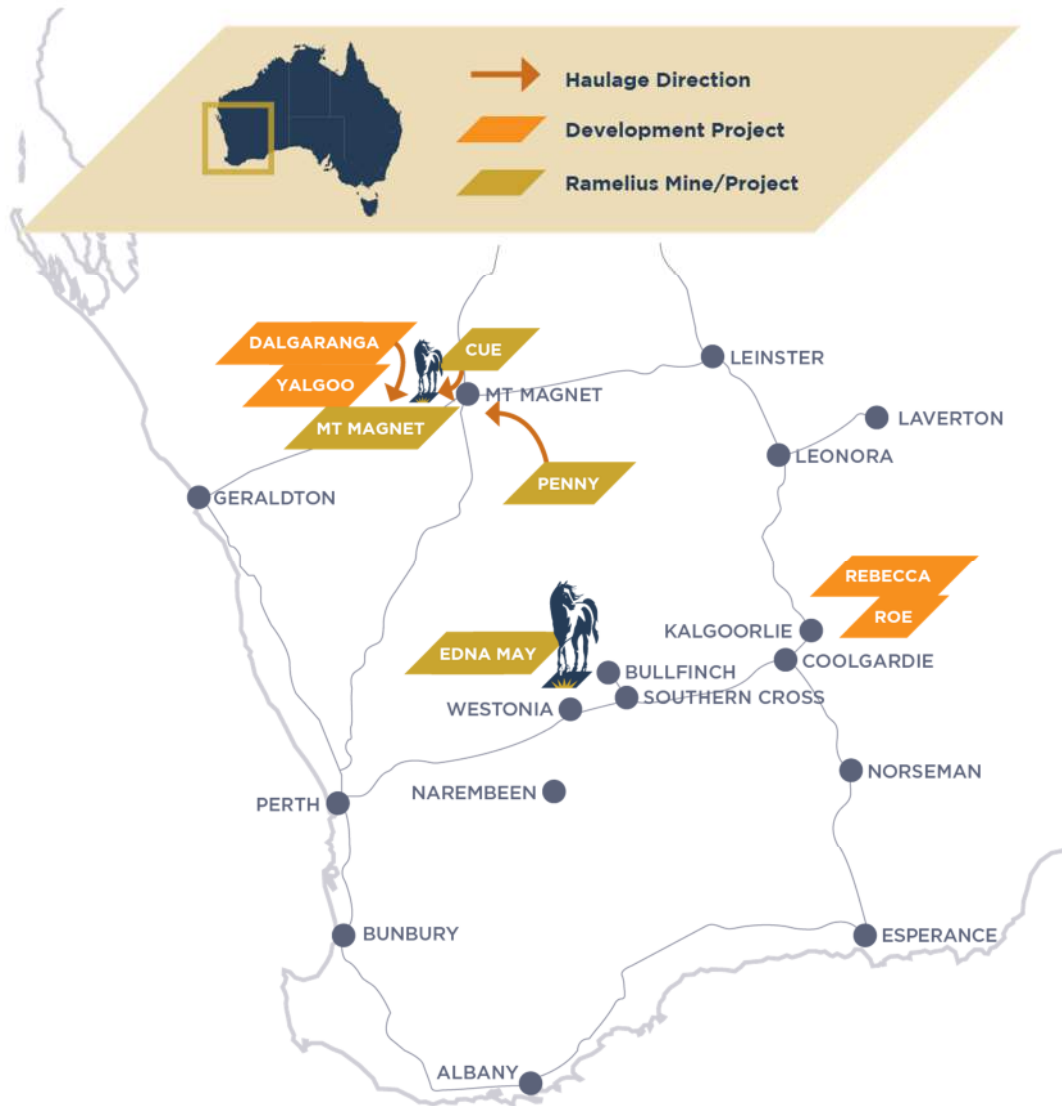 Haulage Direction
Development Project
Ramelius Mine/Project
DALGARANGA
CUE
YALGOO
MT MAGNET
MT MAGNET
PENNY
LEINSTER
LAVERTON
LEONORA
GERALDTON
REBECCA
ROE
KALGOORLIE
EDNA MAY
COOLGARDIE
BULLFINCH
SOUTHERN CROSS
WESTONIA
NORSEMAN
NAREMBEEN
PERTH
BUNBURY
ESPERANCE
ALBANY